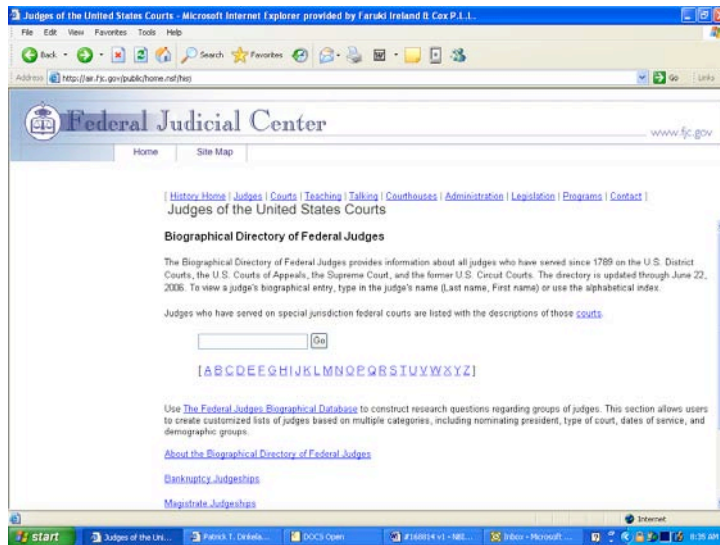 Judges of the United States Courts - Microsoft Internet Explorer provided by Faruki Ireland & Cox P.L.L.
File Edit View Favorites Tools Help
Back Search Favorites
Address http://air.fjc.gov/public/home.nsf/hisj Go Links
Federal Judicial Center
www.fjc.gov
Home Site Map
[ History Home | Judges | Courts | Teaching | Talking | Courthouses | Administration | Legislation | Programs | Contact ]
Judges of the United States Courts
Biographical Directory of Federal Judges
The Biographical Directory of Federal Judges provides information about all judges who have served since 1789 on the U.S. District
Courts, the U.S. Courts of Appeals, the Supreme Court, and the former U.S. Circuit Courts. The directory is updated through June 22,
2006. To view a judge's biographical entry, type in the judge's name (Last name, First name) or use the alphabetical index.
Judges who have served on special jurisdiction federal courts are listed with the descriptions of those courts.
Go
[ A B C D E F G H I J K L M N O P Q R S T U V W X Y Z ]
Use The Federal Judges Biographical Database to construct research questions regarding groups of judges. This section allows users
to create customized lists of judges based on multiple categories, including nominating president, type of court, dates of service, and
demographic groups.
About the Biographical Directory of Federal Judges
Bankruptcy Judgeships
Magistrate Judgeships
Internet
start Judges of the Uni... Patrick T. Dinkela... DOCS Open #160814 v1 - Inbox - Microsoft ... 8:35 AM